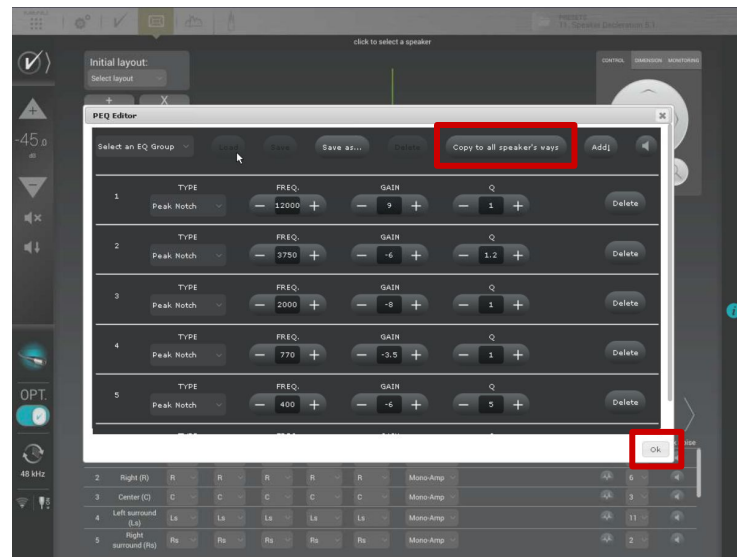 PRESETS
11. Speaker Destination 5.1
click to select a speaker
Initial layout:
Select layout
CONTROL DIMENSION MONITORING
+ X
PEQ Editor
Select an EQ Group Load Save Save as... Delete Copy to all speaker's ways Add↓
-45.0
dB
TYPE FREQ. GAIN Q
1 Peak Notch − 12000 + − 9 + − 1 + Delete
TYPE FREQ. GAIN Q
2 Peak Notch − 3750 + − -6 + − 1.2 + Delete
TYPE FREQ. GAIN Q
3 Peak Notch − 2000 + − -8 + − 1 + Delete
TYPE FREQ. GAIN Q
4 Peak Notch − 770 + − -3.5 + − 1 + Delete
TYPE FREQ. GAIN Q
5 Peak Notch − 400 + − -6 + − 5 + Delete
OPT.
Ok
48 kHz
2 Right (R) R R R R R Mono-Amp 6
3 Center (C) C C C C C Mono-Amp 3
4 Left surround (Ls) Ls Ls Ls Ls Ls Mono-Amp 11
5 Right surround (Rs) Rs Rs Rs Rs Rs Mono-Amp 2